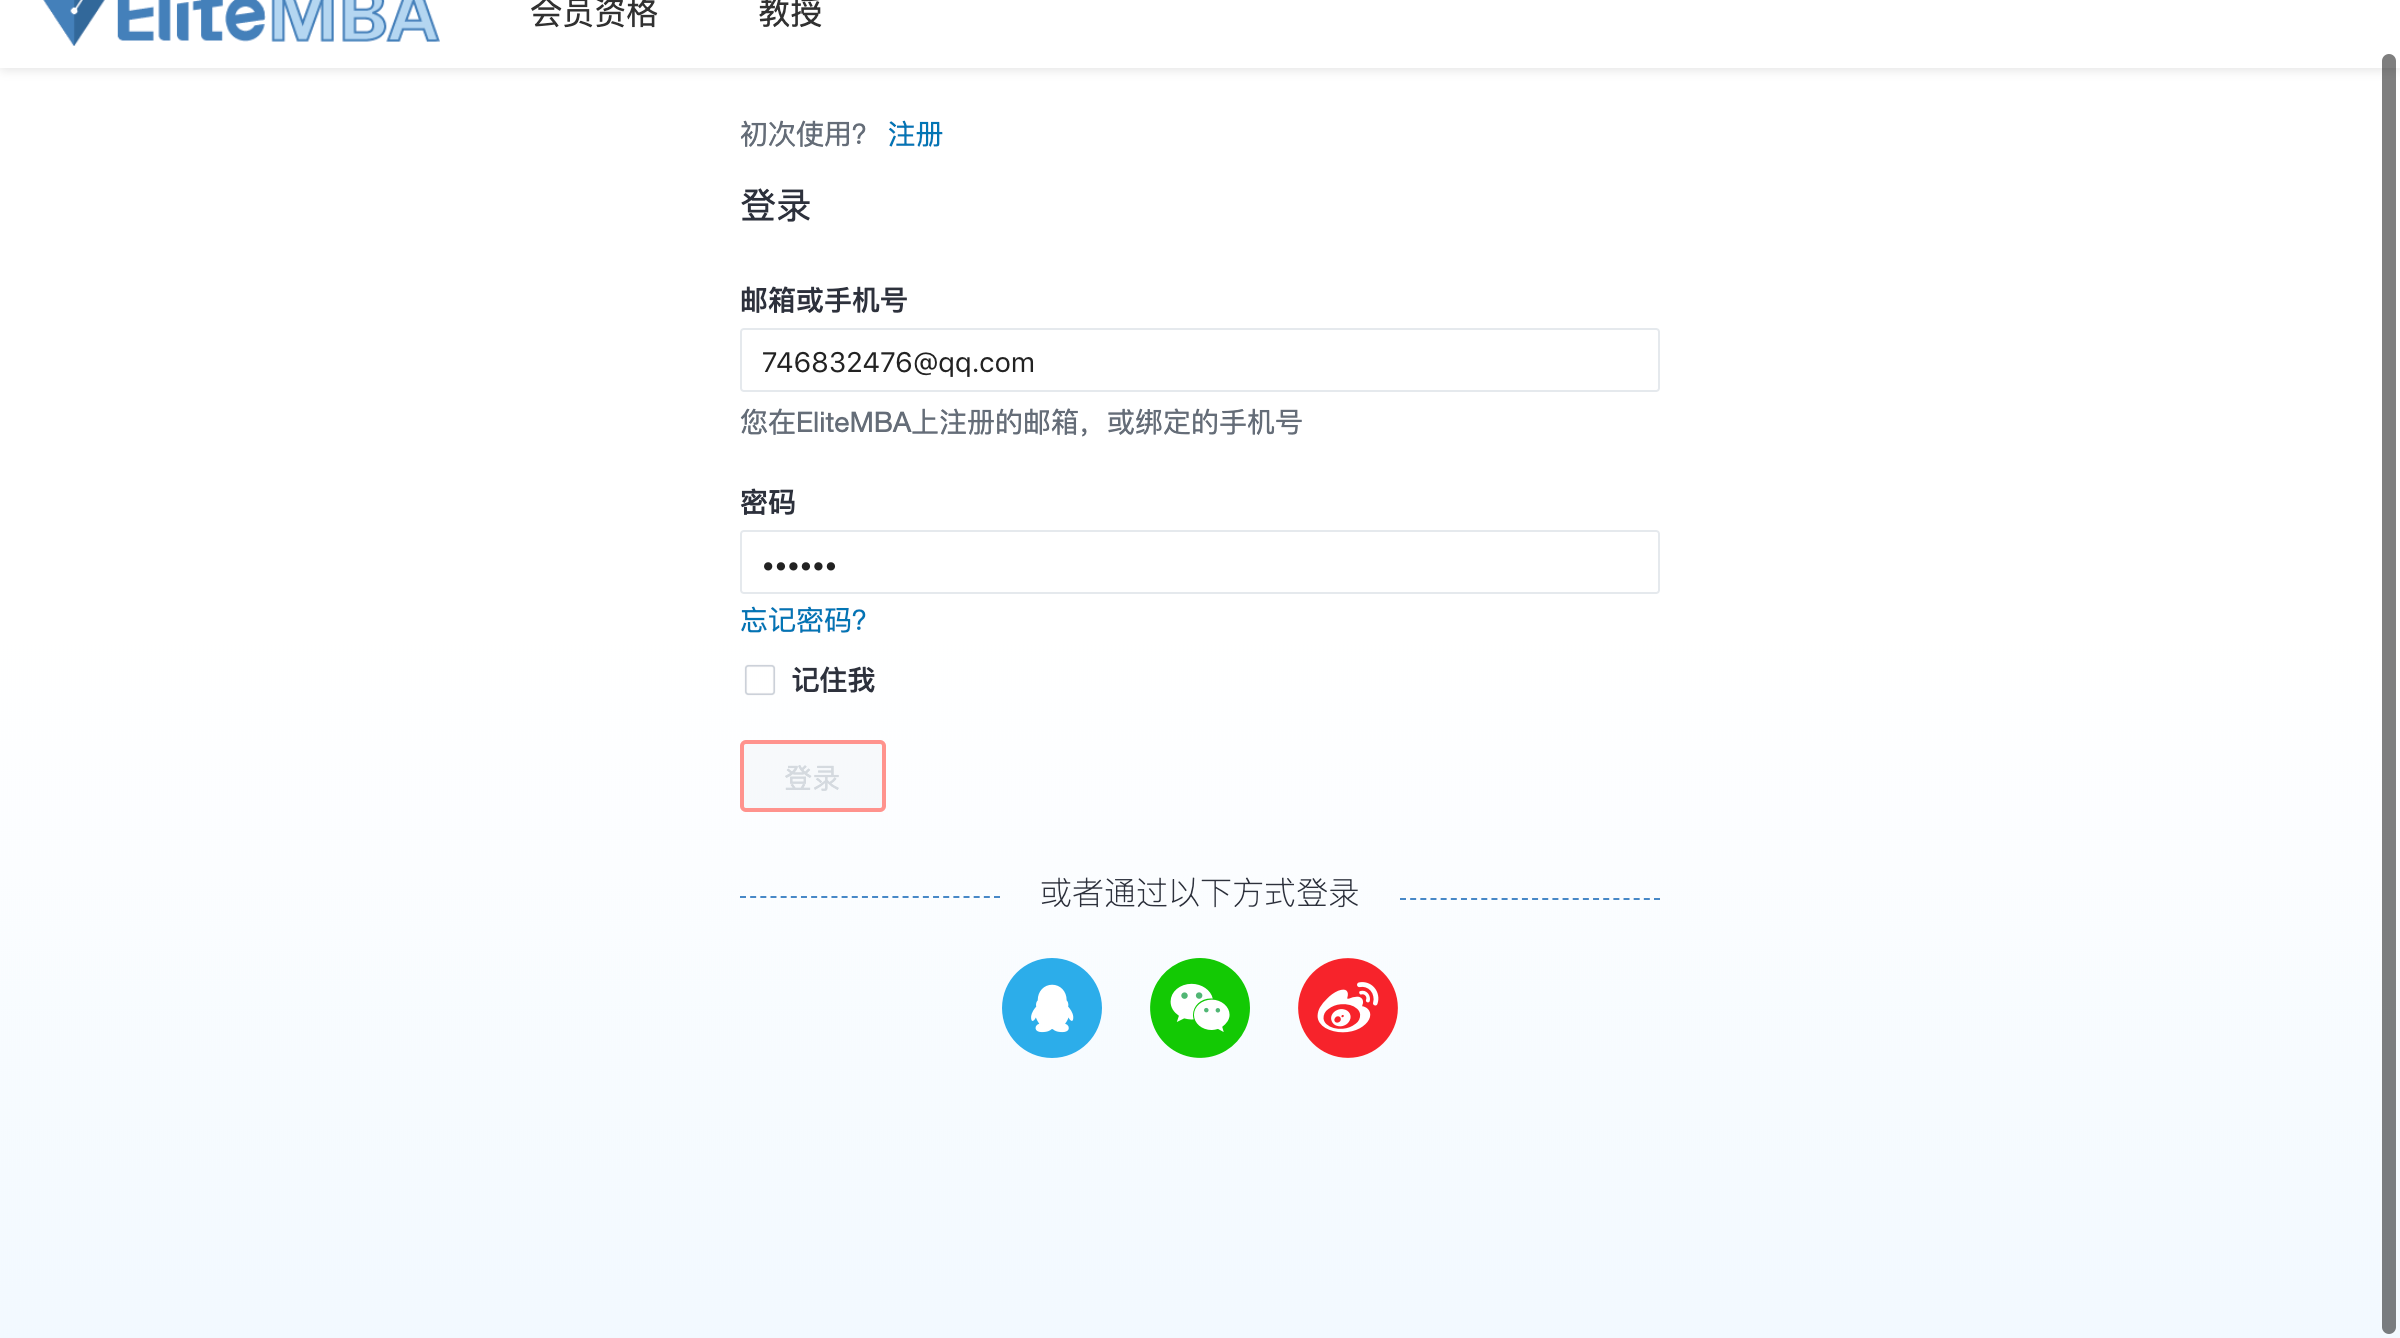 EliteMBA 会员资格 教授
初次使用? 注册
登录
邮箱或手机号
746832476@qq.com
您在EliteMBA上注册的邮箱，或绑定的手机号
密码
••••••
忘记密码?
记住我
登录
或者通过以下方式登录